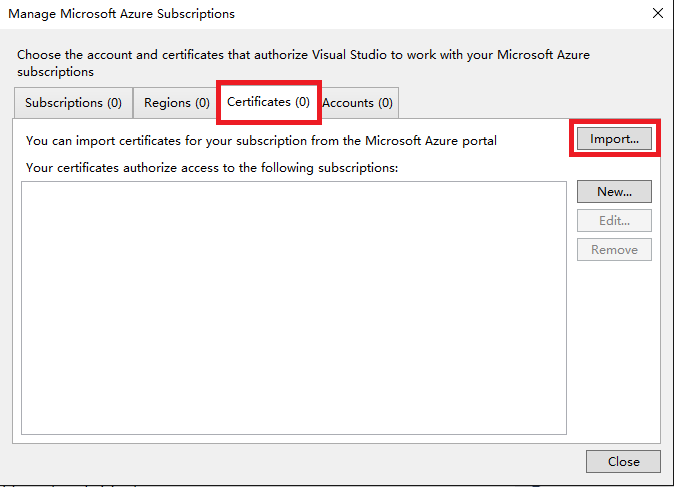 Manage Microsoft Azure Subscriptions
Choose the account and certificates that authorize Visual Studio to work with your Microsoft Azure
subscriptions
Subscriptions (0) Regions (0) Certificates (0) Accounts (0)
You can import certificates for your subscription from the Microsoft Azure portal
Import...
Your certificates authorize access to the following subscriptions:
New...
Edit...
Remove
Close